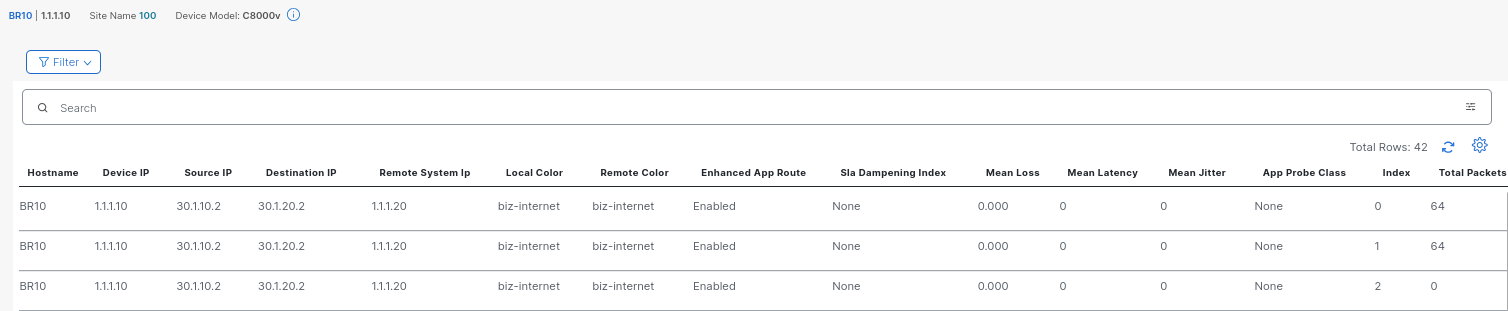 BR10 | 1.1.1.10 Site Name 100 Device Model: C8000v
Filter
Search
Total Rows: 42
Hostname Device IP Source IP Destination IP Remote System Ip Local Color Remote Color Enhanced App Route Sla Dampening Index Mean Loss Mean Latency Mean Jitter App Probe Class Index Total Packets
BR10 1.1.1.10 30.1.10.2 30.1.20.2 1.1.1.20 biz-internet biz-internet Enabled None 0.000 0 0 None 0 64
BR10 1.1.1.10 30.1.10.2 30.1.20.2 1.1.1.20 biz-internet biz-internet Enabled None 0.000 0 0 None 1 64
BR10 1.1.1.10 30.1.10.2 30.1.20.2 1.1.1.20 biz-internet biz-internet Enabled None 0.000 0 0 None 2 0